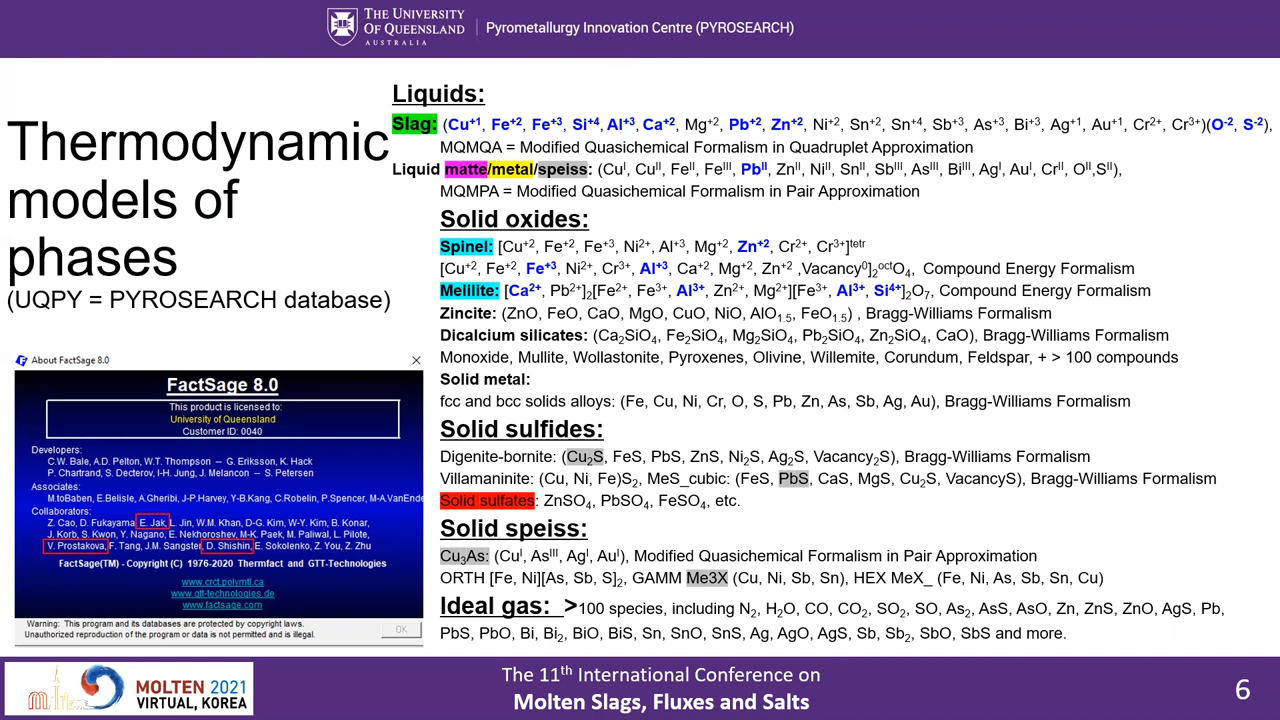 THE UNIVERSITY
OF QUEENSLAND
AUSTRALIA
Pyrometallurgy Innovation Centre (PYROSEARCH)
Thermodynamic
models of
phases
(UQPY = PYROSEARCH database)
Liquids:
Slag: (Cu⁺¹, Fe⁺², Fe⁺³, Si⁺⁴, Al⁺³, Ca⁺², Mg⁺², Pb⁺², Zn⁺², Ni⁺², Sn⁺², Sn⁺⁴, Sb⁺³, As⁺³, Bi⁺³, Ag⁺¹, Au⁺¹, Cr²⁺, Cr³⁺)(O⁻², S⁻²),
MQMQA = Modified Quasichemical Formalism in Quadruplet Approximation
Liquid matte/metal/speiss: (Cuᴵ, Cuᴵᴵ, Feᴵᴵ, Feᴵᴵᴵ, Pbᴵᴵ, Znᴵᴵ, Niᴵᴵ, Snᴵᴵ, Sbᴵᴵᴵ, Asᴵᴵᴵ, Biᴵᴵᴵ, Agᴵ, Auᴵ, Crᴵᴵ, Oᴵᴵ,Sᴵᴵ),
MQMPA = Modified Quasichemical Formalism in Pair Approximation
Solid oxides:
Spinel: [Cu⁺², Fe⁺², Fe⁺³, Ni²⁺, Al⁺³, Mg⁺², Zn⁺², Cr²⁺, Cr³⁺]ᵗᵉᵗʳ
[Cu⁺², Fe⁺², Fe⁺³, Ni²⁺, Cr³⁺, Al⁺³, Ca⁺², Mg⁺², Zn⁺² ,Vacancy⁰]₂ᵒᶜᵗO₄, Compound Energy Formalism
Melilite: [Ca²⁺, Pb²⁺]₂[Fe²⁺, Fe³⁺, Al³⁺, Zn²⁺, Mg²⁺][Fe³⁺, Al³⁺, Si⁴⁺]₂O₇, Compound Energy Formalism
Zincite: (ZnO, FeO, CaO, MgO, CuO, NiO, AlO₁.₅, FeO₁.₅) , Bragg-Williams Formalism
Dicalcium silicates: (Ca₂SiO₄, Fe₂SiO₄, Mg₂SiO₄, Pb₂SiO₄, Zn₂SiO₄, CaO), Bragg-Williams Formalism
Monoxide, Mullite, Wollastonite, Pyroxenes, Olivine, Willemite, Corundum, Feldspar, + > 100 compounds
Solid metal:
fcc and bcc solids alloys: (Fe, Cu, Ni, Cr, O, S, Pb, Zn, As, Sb, Ag, Au), Bragg-Williams Formalism
Solid sulfides:
Digenite-bornite: (Cu₂S, FeS, PbS, ZnS, Ni₂S, Ag₂S, Vacancy₂S), Bragg-Williams Formalism
Villamaninite: (Cu, Ni, Fe)S₂, MeS_cubic: (FeS, PbS, CaS, MgS, Cu₂S, VacancyS), Bragg-Williams Formalism
Solid sulfates: ZnSO₄, PbSO₄, FeSO₄, etc.
Solid speiss:
Cu₃As: (Cuᴵ, Asᴵᴵᴵ, Agᴵ, Auᴵ), Modified Quasichemical Formalism in Pair Approximation
ORTH [Fe, Ni][As, Sb, S]₂, GAMM Me3X (Cu, Ni, Sb, Sn), HEX MeX_ (Fe, Ni, As, Sb, Sn, Cu)
Ideal gas: >100 species, including N₂, H₂O, CO, CO₂, SO₂, SO, As₂, AsS, AsO, Zn, ZnS, ZnO, AgS, Pb,
PbS, PbO, Bi, Bi₂, BiO, BiS, Sn, SnO, SnS, Ag, AgO, AgS, Sb, Sb₂, SbO, SbS and more.
About FactSage 8.0
FactSage 8.0
This product is licensed to:
University of Queensland
Customer ID: 0040
Developers:
C.W. Bale, A.D. Pelton, W.T. Thompson -- G. Eriksson, K. Hack
P. Chartrand, S. Decterov, I-H. Jung, J. Melancon -- S. Petersen
Associates:
M.toBaben, E.Belisle, A.Gheribi, J-P.Harvey, Y-B.Kang, C.Robelin, P.Spencer, M-A.VanEnde
Collaborators:
Z. Cao, D. Fukayama, E. Jak, L. Jin, W.M. Khan, D-G. Kim, W-Y. Kim, B. Konar,
J. Korb, S. Kwon, Y. Nagano, E. Nekhoroshev, M-K. Paek, M. Paliwal, L. Pilote,
V. Prostakova, F. Tang, J.M. Sangster, D. Shishin, E. Sokolenko, Z. You, Z. Zhu
FactSage(TM) - Copyright (C) 1976-2020 Thermfact and GTT-Technologies
www.crct.polymtl.ca
www.gtt-technologies.de
www.factsage.com
Warning: This program and its databases are protected by copyright laws.
Unauthorized reproduction of the program or data is not permitted and is illegal.
OK
MOLTEN 2021
VIRTUAL, KOREA
The 11ᵗʰ International Conference on
Molten Slags, Fluxes and Salts
6